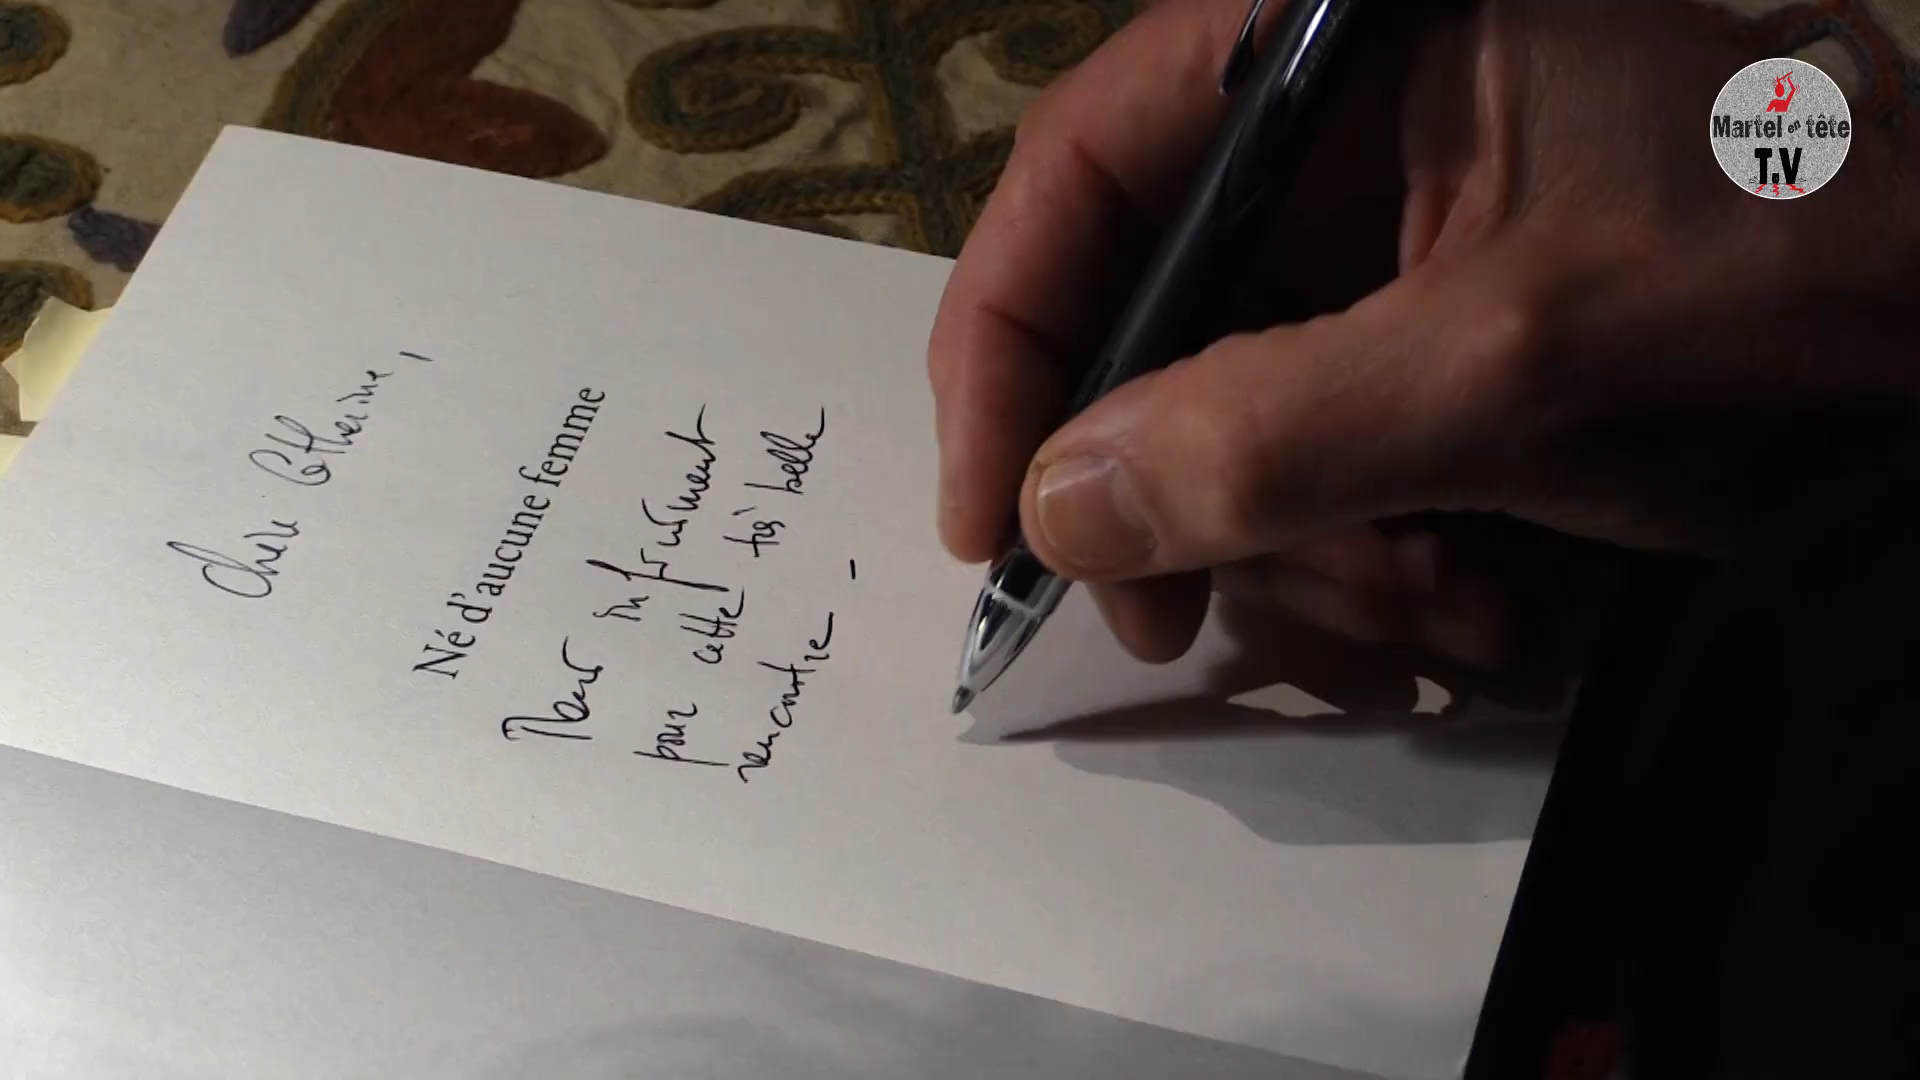 Chère Catherine,
Né d'aucune femme
Merci infiniment
pour cette très belle
rencontre -
Martel en tête
T.V